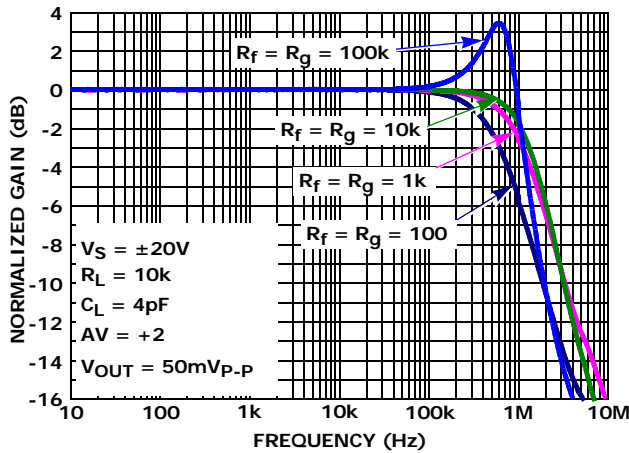 4
2
0
-2
-4
-6
-8
-10
-12
-14
-16
NORMALIZED GAIN (dB)
Rf = Rg = 100k
Rf = Rg = 10k
Rf = Rg = 1k
Rf = Rg = 100
VS = ±20V
RL = 10k
CL = 4pF
AV = +2
VOUT = 50mVP-P
10 100 1k 10k 100k 1M 10M
FREQUENCY (Hz)